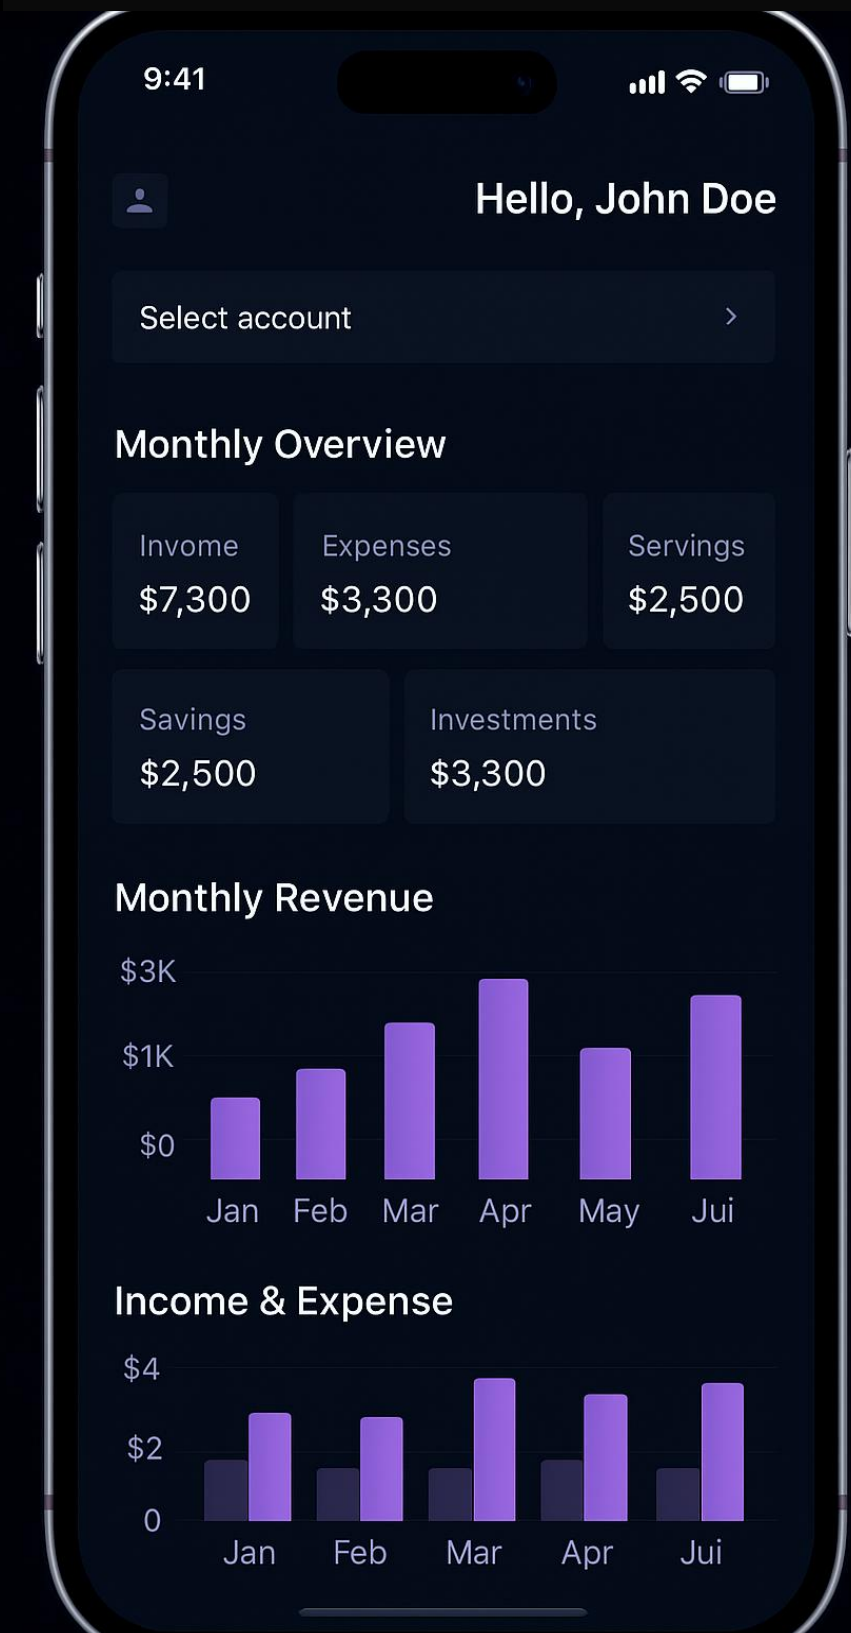 9:41
Hello, John Doe
Select account
Monthly Overview
Invome
$7,300
Expenses
$3,300
Servings
$2,500
Savings
$2,500
Investments
$3,300
Monthly Revenue
$3K
$1K
$0
Jan Feb Mar Apr May Jui
Income & Expense
$4
$2
0
Jan Feb Mar Apr Jui